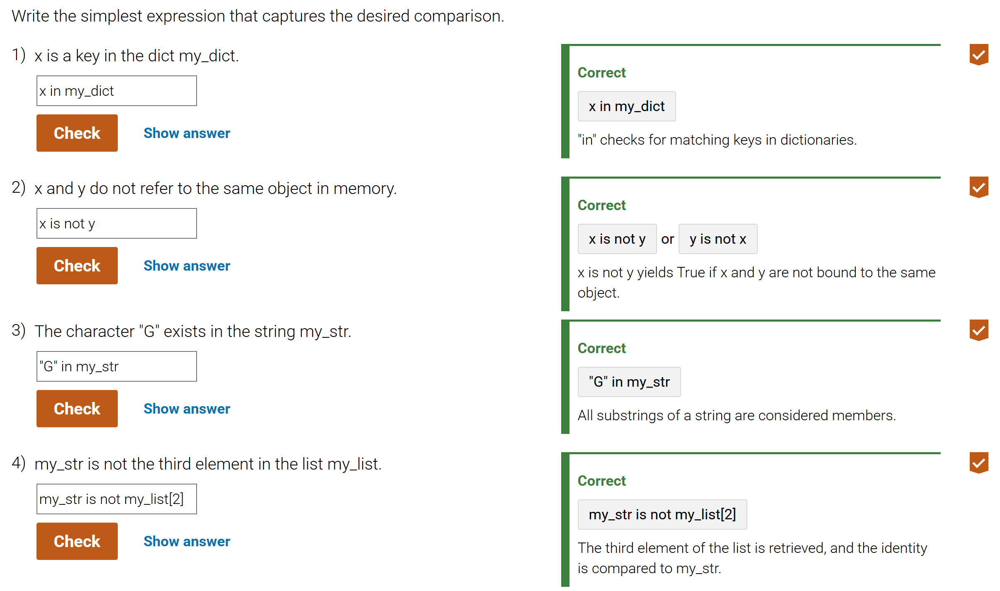 Write the simplest expression that captures the desired comparison.
1) x is a key in the dict my_dict.
x in my_dict
Check Show answer
Correct
x in my_dict
"in" checks for matching keys in dictionaries.
2) x and y do not refer to the same object in memory.
x is not y
Check Show answer
Correct
x is not y or y is not x
x is not y yields True if x and y are not bound to the same
object.
3) The character "G" exists in the string my_str.
"G" in my_str
Check Show answer
Correct
"G" in my_str
All substrings of a string are considered members.
4) my_str is not the third element in the list my_list.
my_str is not my_list[2]
Check Show answer
Correct
my_str is not my_list[2]
The third element of the list is retrieved, and the identity
is compared to my_str.